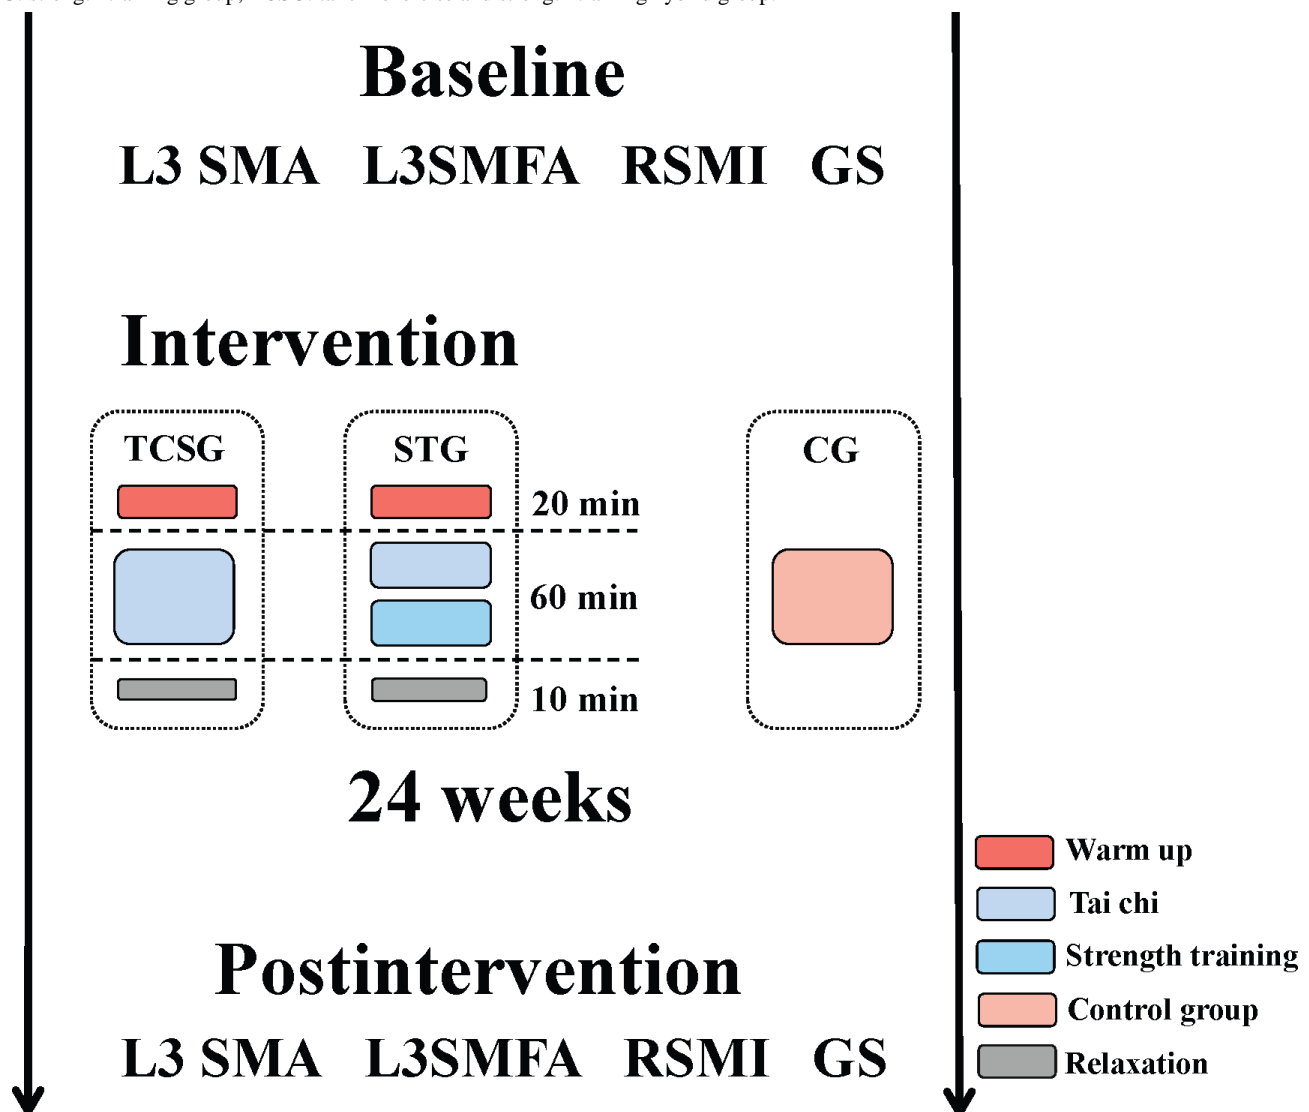 Baseline
L3 SMA L3SMFA RSMI GS
Intervention
TCSG STG CG
20 min
60 min
10 min
24 weeks
Warm up
Tai chi
Strength training
Control group
Relaxation
Postintervention
L3 SMA L3SMFA RSMI GS